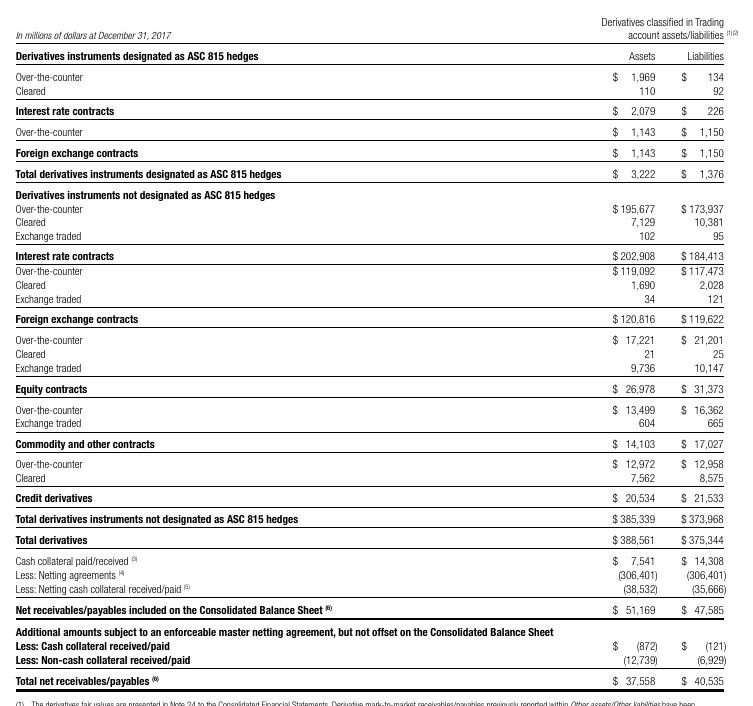 Derivatives classified in Trading
In millions of dollars at December 31, 2017 account assets/liabilities (1)(2)
Derivatives instruments designated as ASC 815 hedges Assets Liabilities
Over-the-counter $ 1,969 $ 134
Cleared 110 92
Interest rate contracts $ 2,079 $ 226
Over-the-counter $ 1,143 $ 1,150
Foreign exchange contracts $ 1,143 $ 1,150
Total derivatives instruments designated as ASC 815 hedges $ 3,222 $ 1,376
Derivatives instruments not designated as ASC 815 hedges
Over-the-counter $ 195,677 $ 173,937
Cleared 7,129 10,381
Exchange traded 102 95
Interest rate contracts $ 202,908 $ 184,413
Over-the-counter $ 119,092 $ 117,473
Cleared 1,690 2,028
Exchange traded 34 121
Foreign exchange contracts $ 120,816 $ 119,622
Over-the-counter $ 17,221 $ 21,201
Cleared 21 25
Exchange traded 9,736 10,147
Equity contracts $ 26,978 $ 31,373
Over-the-counter $ 13,499 $ 16,362
Exchange traded 604 665
Commodity and other contracts $ 14,103 $ 17,027
Over-the-counter $ 12,972 $ 12,958
Cleared 7,562 8,575
Credit derivatives $ 20,534 $ 21,533
Total derivatives instruments not designated as ASC 815 hedges $ 385,339 $ 373,968
Total derivatives $ 388,561 $ 375,344
Cash collateral paid/received (3) $ 7,541 $ 14,308
Less: Netting agreements (4) (306,401) (306,401)
Less: Netting cash collateral received/paid (5) (38,532) (35,666)
Net receivables/payables included on the Consolidated Balance Sheet (6) $ 51,169 $ 47,585
Additional amounts subject to an enforceable master netting agreement, but not offset on the Consolidated Balance Sheet
Less: Cash collateral received/paid $ (872) $ (121)
Less: Non-cash collateral received/paid (12,739) (6,929)
Total net receivables/payables (6) $ 37,558 $ 40,535
(1) The derivatives fair values are presented in Note 24 to the Consolidated Financial Statements. Derivative mark-to-market receivables/payables previously reported within Other assets/Other liabilities have been